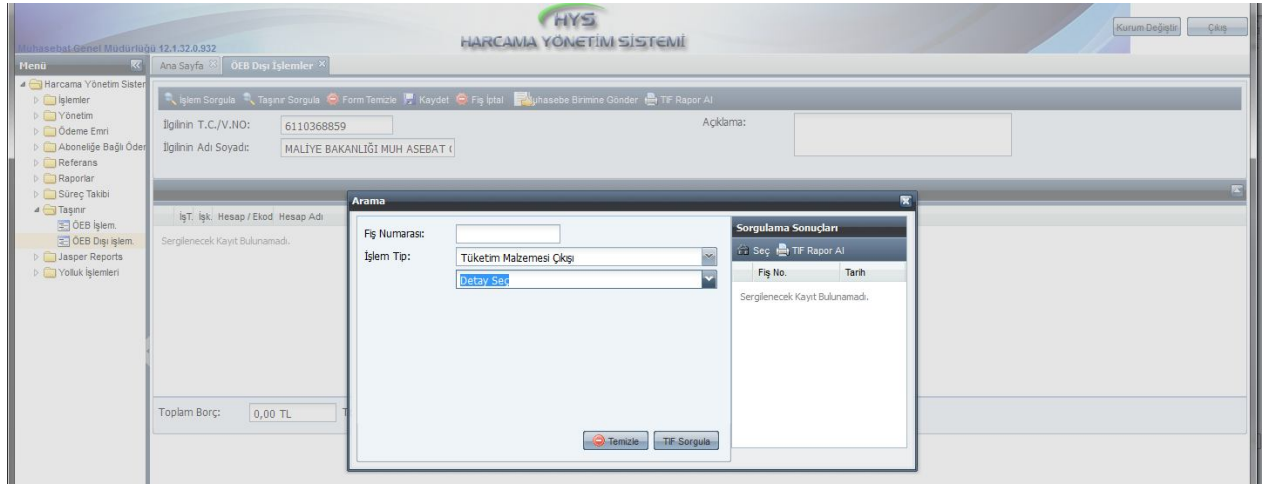 HYS
HARCAMA YÖNETİM SİSTEMİ
Kurum Değiştir Çıkış
Muhasebat Genel Müdürlüğü 12.1.32.0.932
Menü
Ana Sayfa ÖEB Dışı İşlemler
Harcama Yönetim Sister
İşlemler
Yönetim
Ödeme Emri
Aboneliğe Bağlı Öder
Referans
Raporlar
Süreç Takibi
Taşınır
ÖEB İşlem.
ÖEB Dışı işlem.
Jasper Reports
Yolluk İşlemleri
İşlem Sorgula Taşınır Sorgula Form Temizle Kaydet Fiş İptal Muhasebe Birimine Gönder TIF Rapor Al
İlgilinin T.C./V.NO: 6110368859 Açıklama:
İlgilinin Adı Soyadı: MALİYE BAKANLIĞI MUH ASEBAT (
İşT. İşk. Hesap / Ekod Hesap Adı
Sergilenecek Kayıt Bulunamadı.
Toplam Borç: 0,00 TL T
Arama
Fiş Numarası:
İşlem Tip: Tüketim Malzemesi Çıkışı
Detay Seç
Temizle TIF Sorgula
Sorgulama Sonuçları
Seç TIF Rapor Al
Fiş No. Tarih
Sergilenecek Kayıt Bulunamadı.